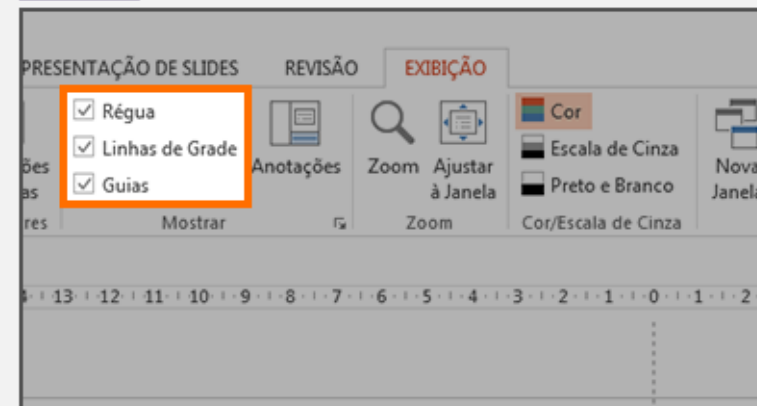 PRESENTAÇÃO DE SLIDES REVISÃO EXIBIÇÃO
Régua
Linhas de Grade
Guias
Mostrar
Anotações
Zoom
Ajustar
à Janela
Zoom
Cor
Escala de Cinza
Preto e Branco
Cor/Escala de Cinza
Nova
Janela
13 12 11 10 9 8 7 6 5 4 3 2 1 0 1 2